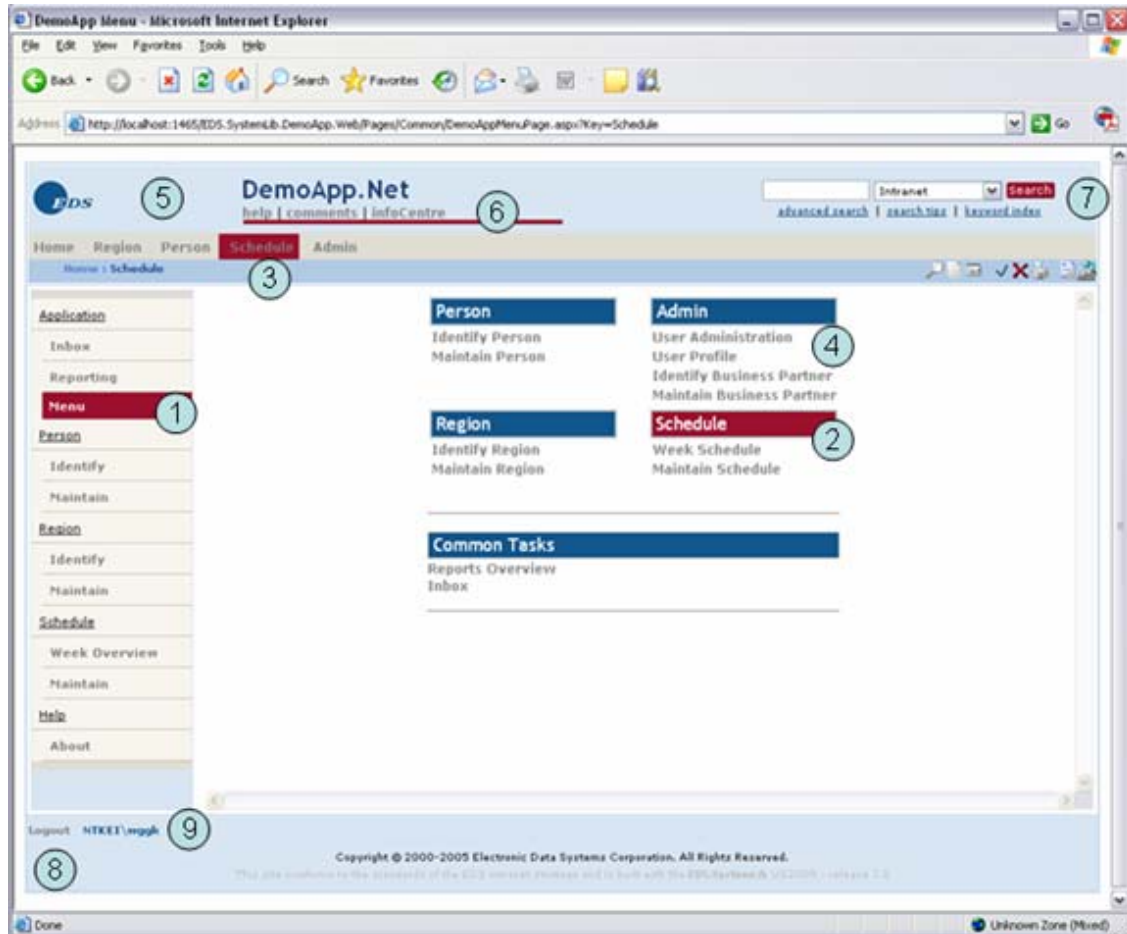 DemoApp Menu - Microsoft Internet Explorer
File Edit View Favorites Tools Help
Back Search Favorites
Address http://localhost:1465/EDS.SystemLib.DemoApp.Web/Pages/Common/DemoAppMenuPage.aspx?Key=Schedule Go
EDS 5 DemoApp.Net Intranet Search 7
help | comments | infoCentre 6 advanced search | search tips | keyword index
Home Region Person Schedule Admin
Home : Schedule 3
Application
Inbox
Reporting
Menu 1
Person
Identify
Maintain
Region
Identify
Maintain
Schedule
Week Overview
Maintain
Help
About
Person
Identify Person
Maintain Person
Admin
User Administration 4
User Profile
Identify Business Partner
Maintain Business Partner
Region
Identify Region
Maintain Region
Schedule 2
Week Schedule
Maintain Schedule
Common Tasks
Reports Overview
Inbox
Logout 9
8
Copyright © 2000-2005 Electronic Data Systems Corporation. All Rights Reserved.
Done Unknown Zone (Mixed)